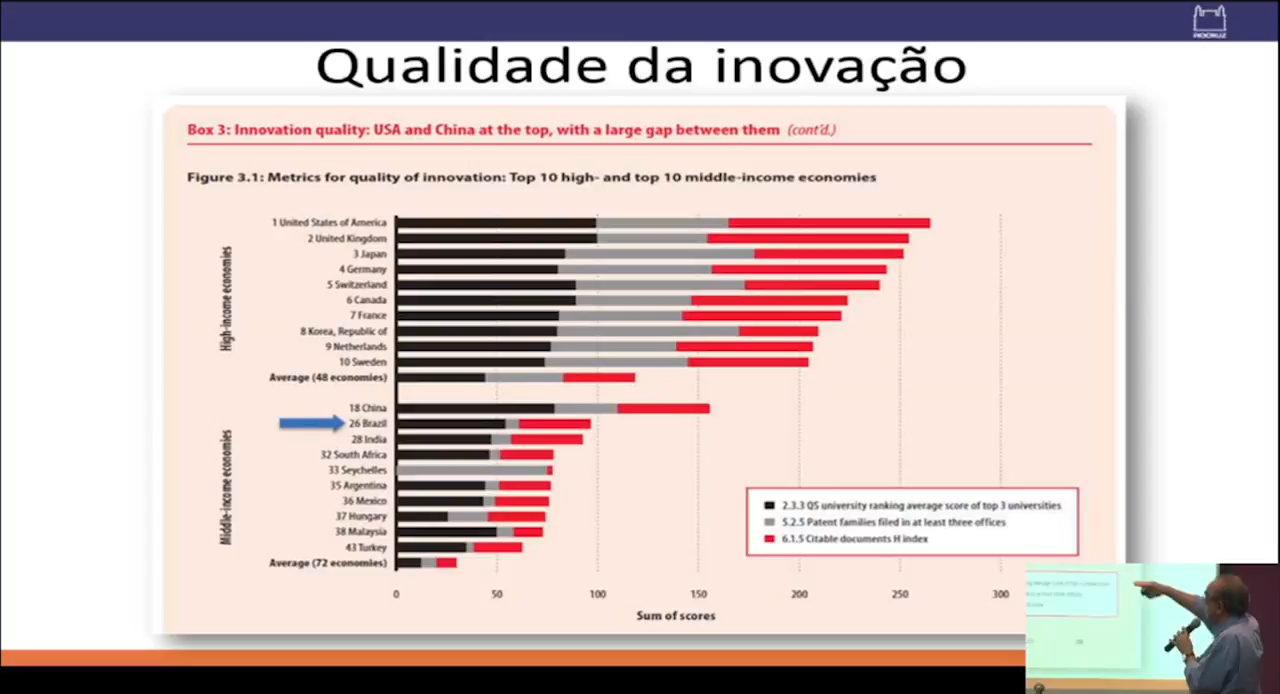 FIOCRUZ
Qualidade da inovação
Box 3: Innovation quality: USA and China at the top, with a large gap between them (cont'd.)
Figure 3.1: Metrics for quality of innovation: Top 10 high- and top 10 middle-income economies
High-income economies
1 United States of America
2 United Kingdom
3 Japan
4 Germany
5 Switzerland
6 Canada
7 France
8 Korea, Republic of
9 Netherlands
10 Sweden
Average (48 economies)
Middle-income economies
18 China
26 Brazil
28 India
32 South Africa
33 Seychelles
35 Argentina
36 Mexico
37 Hungary
38 Malaysia
43 Turkey
Average (72 economies)
2.3.3 QS university ranking average score of top 3 universities
5.2.5 Patent families filed in at least three offices
6.1.5 Citable documents H index
0 50 100 150 200 250 300
Sum of scores